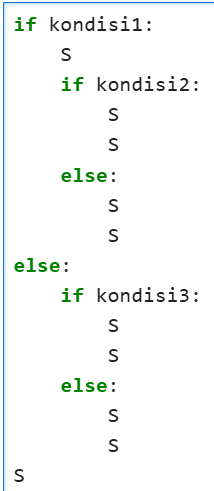 if kondisi1:
    S
    if kondisi2:
        S
        S
    else:
        S
        S
else:
    if kondisi3:
        S
        S
    else:
        S
        S
S